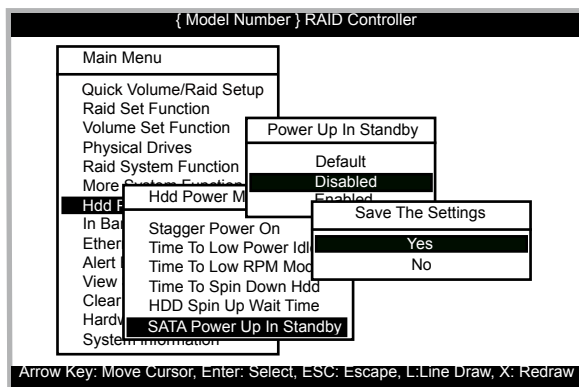 { Model Number } RAID Controller
Main Menu
Quick Volume/Raid Setup
Raid Set Function
Volume Set Function
Physical Drives
Raid System Function
More System Function
Hdd P
In Ba
Ether
Alert
View
Clear
Hardw
System Information
Hdd Power M
Stagger Power On
Time To Low Power Idl
Time To Low RPM Mod
Time To Spin Down Hdd
HDD Spin Up Wait Time
SATA Power Up In Standby
Power Up In Standby
Default
Disabled
Enabled
Save The Settings
Yes
No
Arrow Key: Move Cursor, Enter: Select, ESC: Escape, L:Line Draw, X: Redraw